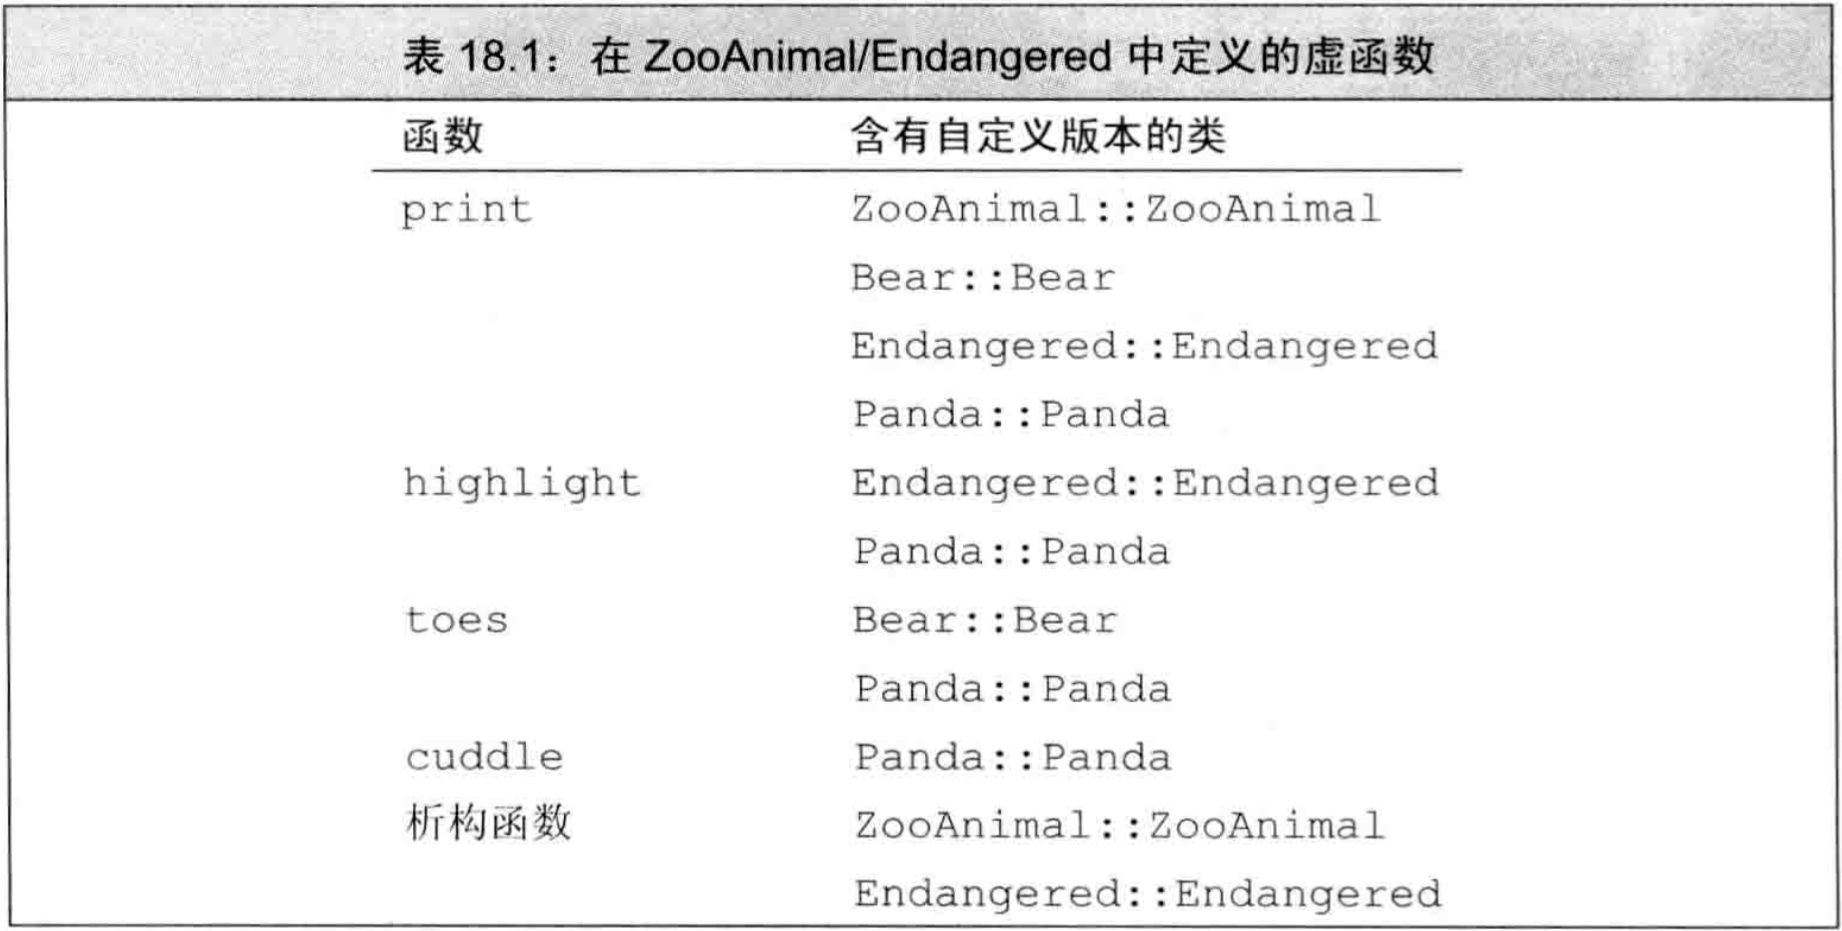 表 18.1：在 ZooAnimal/Endangered 中定义的虚函数
函数 含有自定义版本的类
print ZooAnimal::ZooAnimal
Bear::Bear
Endangered::Endangered
Panda::Panda
highlight Endangered::Endangered
Panda::Panda
toes Bear::Bear
Panda::Panda
cuddle Panda::Panda
析构函数 ZooAnimal::ZooAnimal
Endangered::Endangered